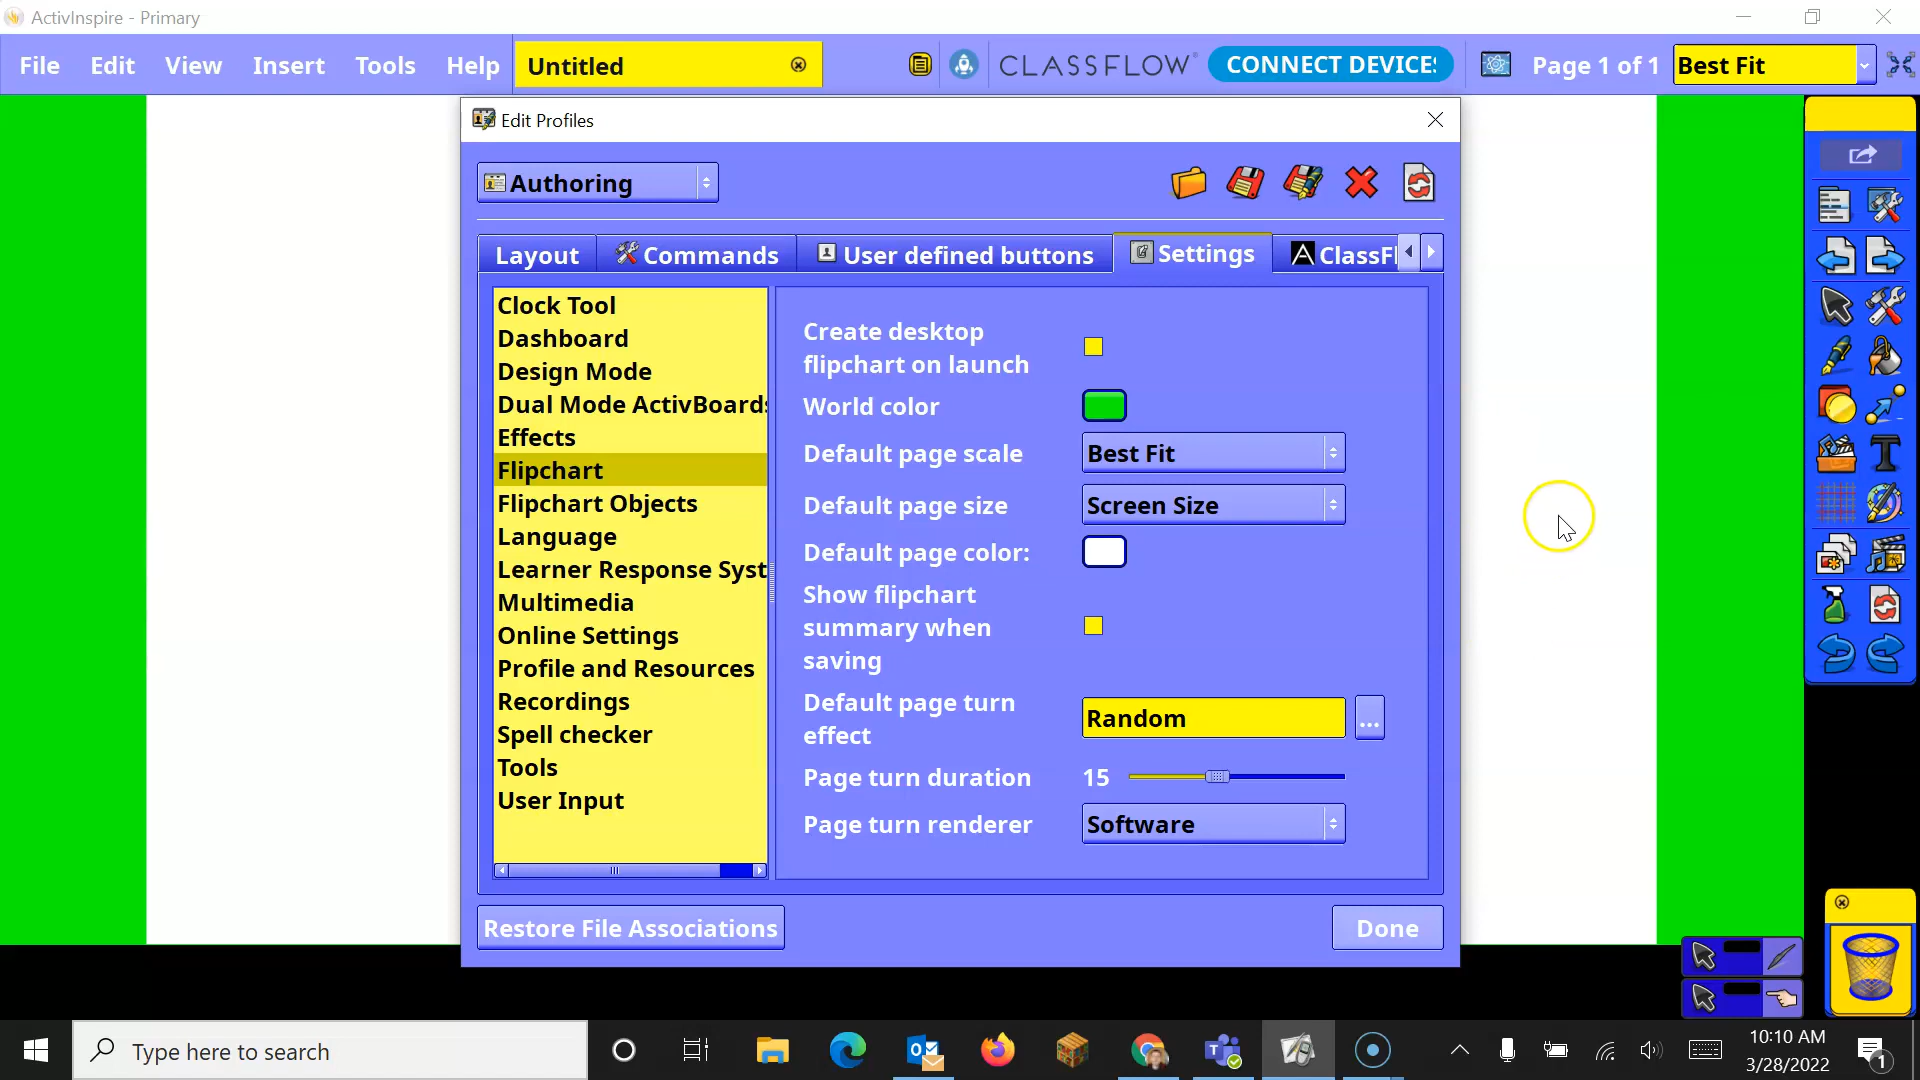 ActivInspire - Primary
File Edit View Insert Tools Help Untitled CLASSFLOW CONNECT DEVICE Page 1 of 1 Best Fit
Edit Profiles
Authoring
Layout Commands User defined buttons Settings ClassFl
Clock Tool
Dashboard
Design Mode
Dual Mode ActivBoards
Effects
Flipchart
Flipchart Objects
Language
Learner Response Syst
Multimedia
Online Settings
Profile and Resources
Recordings
Spell checker
Tools
User Input
Create desktop
flipchart on launch
World color
Default page scale Best Fit
Default page size Screen Size
Default page color:
Show flipchart
summary when
saving
Default page turn
effect
Random ...
Page turn duration 15
Page turn renderer Software
Restore File Associations Done
Type here to search
10:10 AM
3/28/2022
1